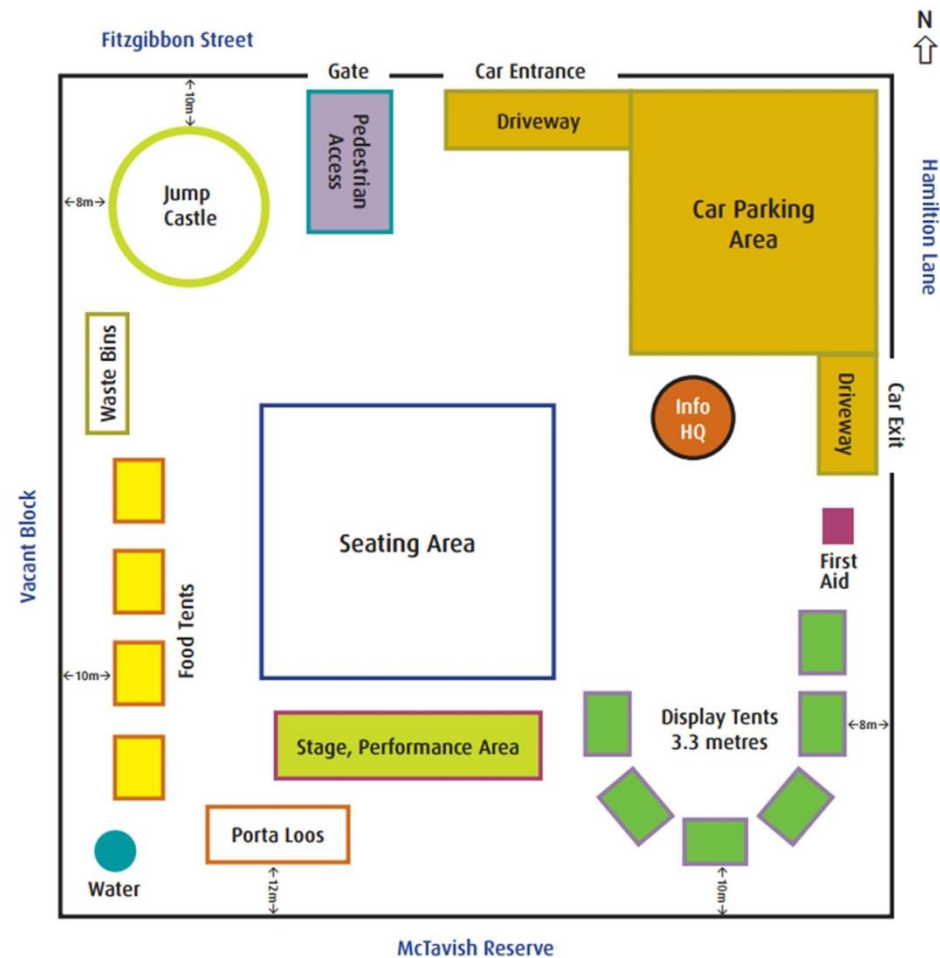 N
Fitzgibbon Street
Gate
Car Entrance
←10m→
Pedestrian
Access
Driveway
Jump
Castle
←8m→
Car Parking
Area
Hamiltion Lane
Waste Bins
Info
HQ
Driveway
Car Exit
Vacant Block
Seating Area
First
Aid
Food Tents
←10m→
Display Tents
3.3 metres
←8m→
Stage, Performance Area
Porta Loos
Water
←12m→
←10m→
McTavish Reserve